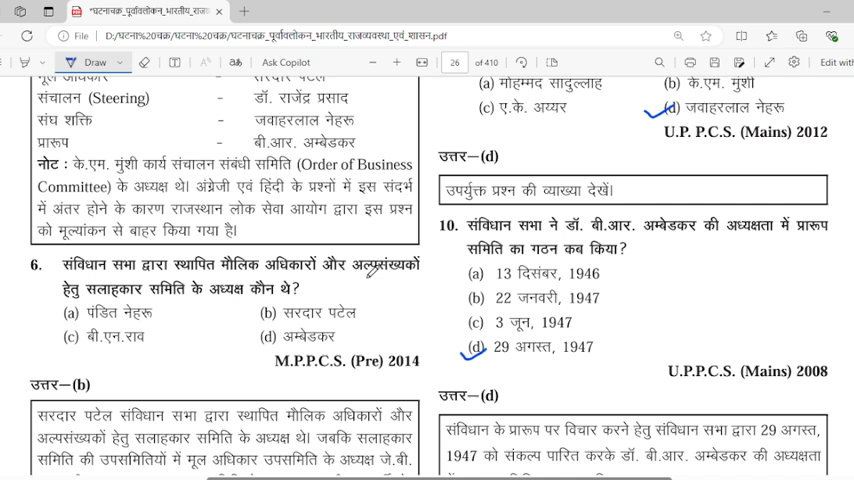 *घटनाचक्र_पूर्वावलोकन_भारतीय_राजव
File D:/घटना%20चक्र/घटना%20चक्र/घटनाचक्र_पूर्वावलोकन_भारतीय_राजव्यवस्था_एवं_शासन.pdf
Draw Ask Copilot 26 of 410 Edit with
मूल अधिकार - सरदार पटेल
संचालन (Steering) - डॉ. राजेंद्र प्रसाद
संघ शक्ति - जवाहरलाल नेहरू
प्रारूप - बी.आर. अम्बेडकर
नोट : के.एम. मुंशी कार्य संचालन संबंधी समिति (Order of Business
Committee) के अध्यक्ष थे। अंग्रेजी एवं हिंदी के प्रश्नों में इस संदर्भ
में अंतर होने के कारण राजस्थान लोक सेवा आयोग द्वारा इस प्रश्न
को मूल्यांकन से बाहर किया गया है।
6. संविधान सभा द्वारा स्थापित मौलिक अधिकारों और अल्पसंख्यकों
हेतु सलाहकार समिति के अध्यक्ष कौन थे?
(a) पंडित नेहरू (b) सरदार पटेल
(c) बी.एन.राव (d) अम्बेडकर
M.P.P.C.S. (Pre) 2014
उत्तर–(b)
सरदार पटेल संविधान सभा द्वारा स्थापित मौलिक अधिकारों और
अल्पसंख्यकों हेतु सलाहकार समिति के अध्यक्ष थे। जबकि सलाहकार
समिति की उपसमितियों में मूल अधिकार उपसमिति के अध्यक्ष जे.बी.
(a) मोहम्मद सादुल्लाह (b) के.एम. मुंशी
(c) ए.के. अय्यर (d) जवाहरलाल नेहरू
U.P. P.C.S. (Mains) 2012
उत्तर–(d)
उपर्युक्त प्रश्न की व्याख्या देखें।
10. संविधान सभा ने डॉ. बी.आर. अम्बेडकर की अध्यक्षता में प्रारूप
समिति का गठन कब किया?
(a) 13 दिसंबर, 1946
(b) 22 जनवरी, 1947
(c) 3 जून, 1947
(d) 29 अगस्त, 1947
U.P.P.C.S. (Mains) 2008
उत्तर–(d)
संविधान के प्रारूप पर विचार करने हेतु संविधान सभा द्वारा 29 अगस्त,
1947 को संकल्प पारित करके डॉ. बी.आर. अम्बेडकर की अध्यक्षता